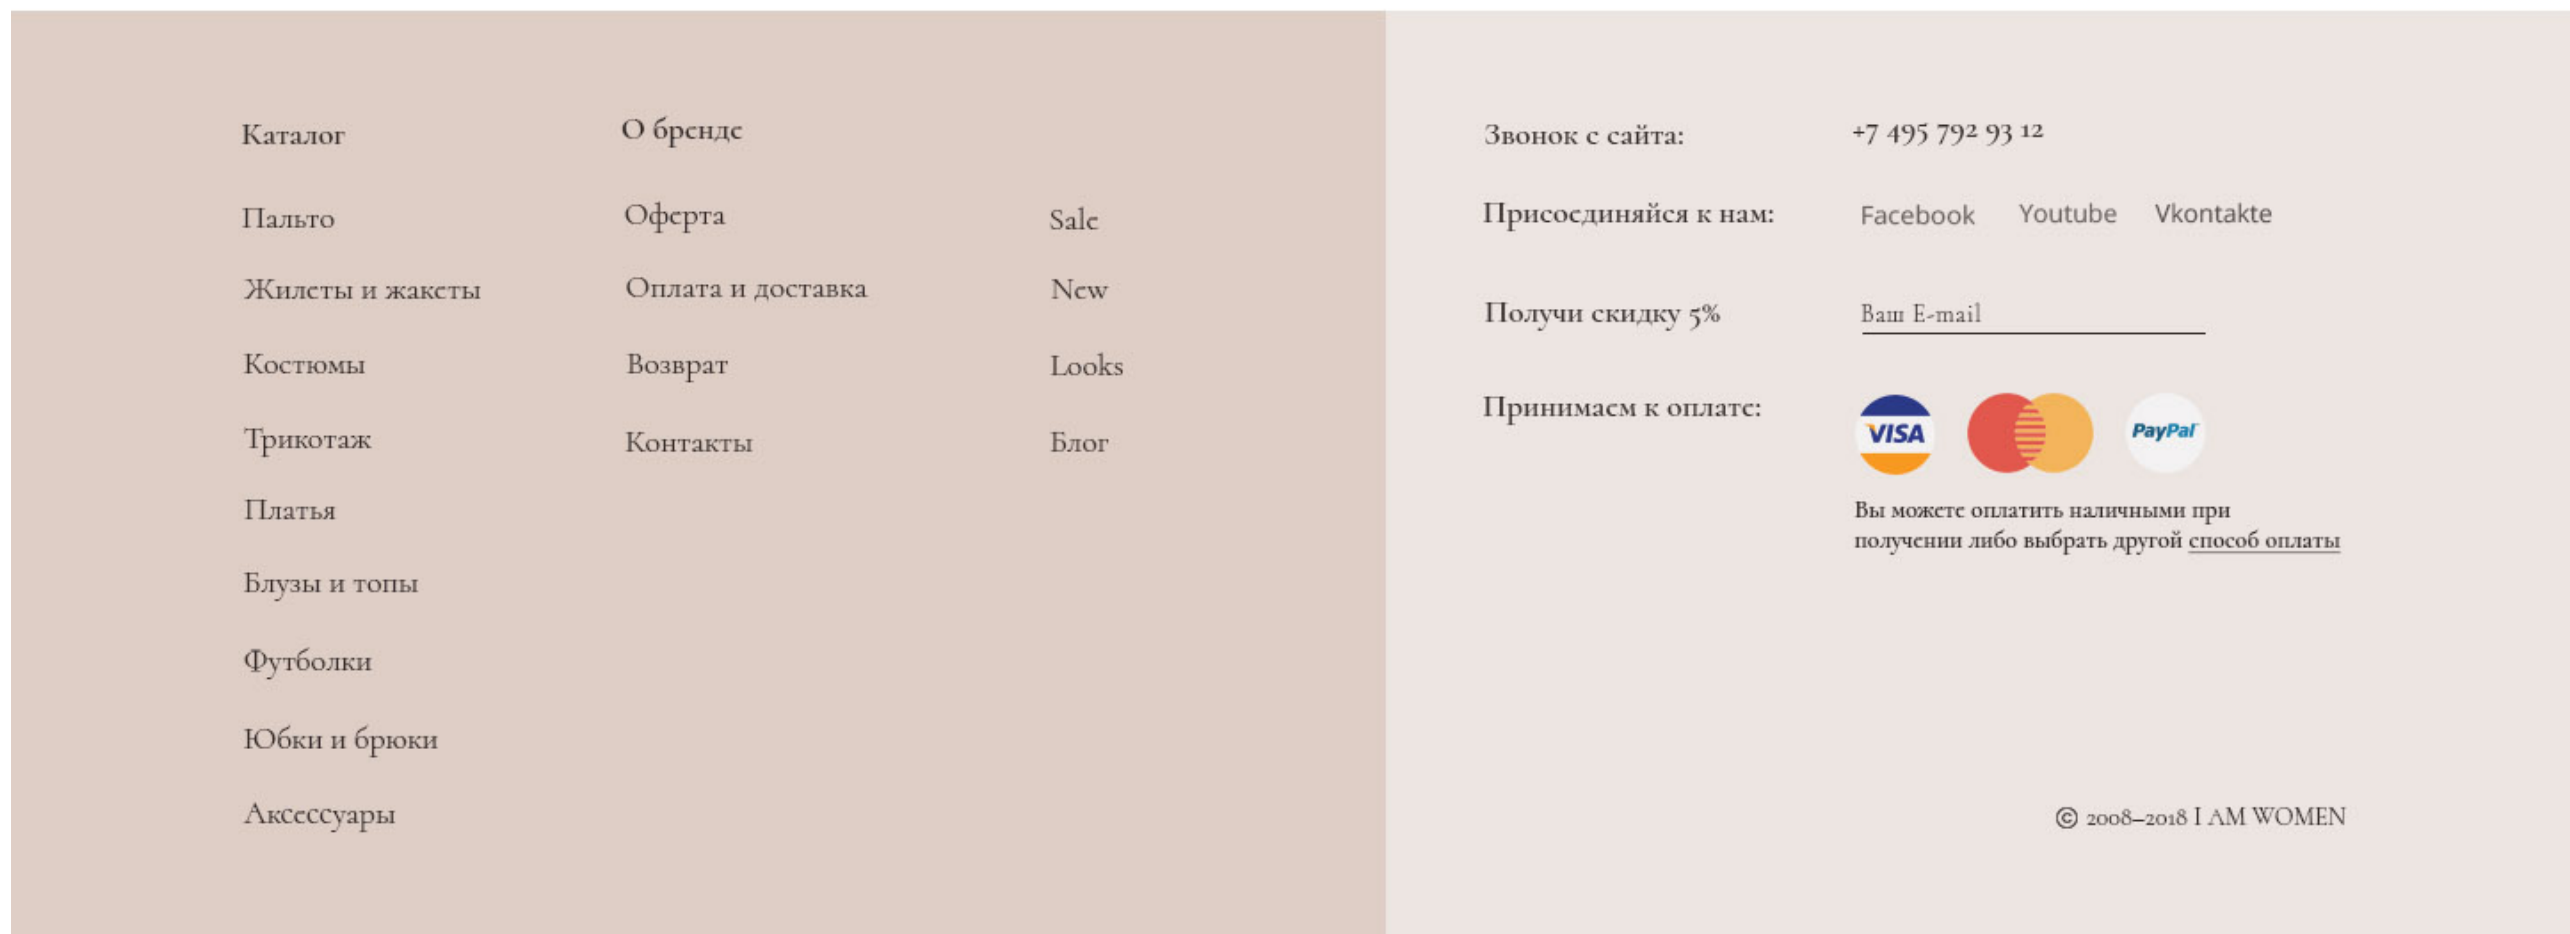 Каталог
Пальто
Жилеты и жакеты
Костюмы
Трикотаж
Платья
Блузы и топы
Футболки
Юбки и брюки
Аксессуары
О бренде
Оферта
Оплата и доставка
Возврат
Контакты
Sale
New
Looks
Блог
Звонок с сайта: +7 495 792 93 12
Присоединяйся к нам: Facebook Youtube Vkontakte
Получи скидку 5% Ваш E-mail
Принимаем к оплате: VISA PayPal
Вы можете оплатить наличными при
получении либо выбрать другой способ оплаты
© 2008–2018 I AM WOMEN